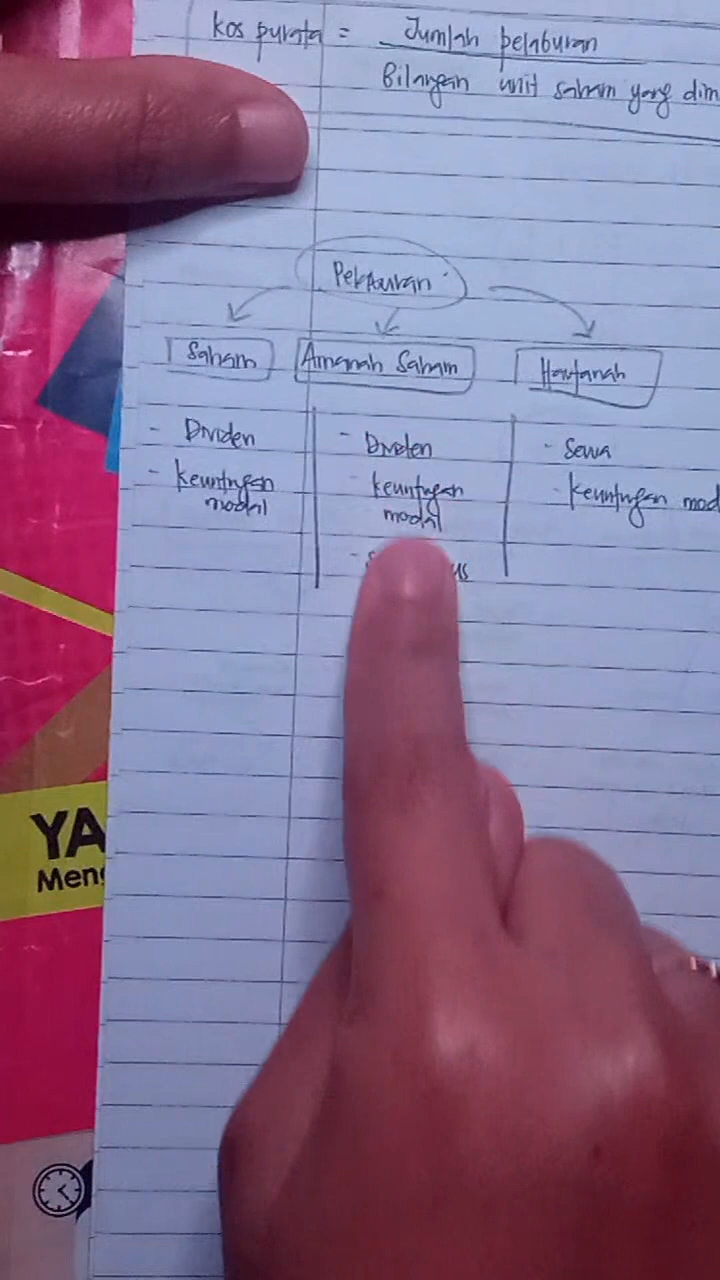 kos purata = Jumlah pelaburan
Bilangan unit saham yang dim
Pelaburan
Saham
Amanah Saham
Hartanah
- Dividen
- keuntungan
modal
- Dividen
- keuntungan
modal
- Sewa
- keuntungan mod
YA
Men